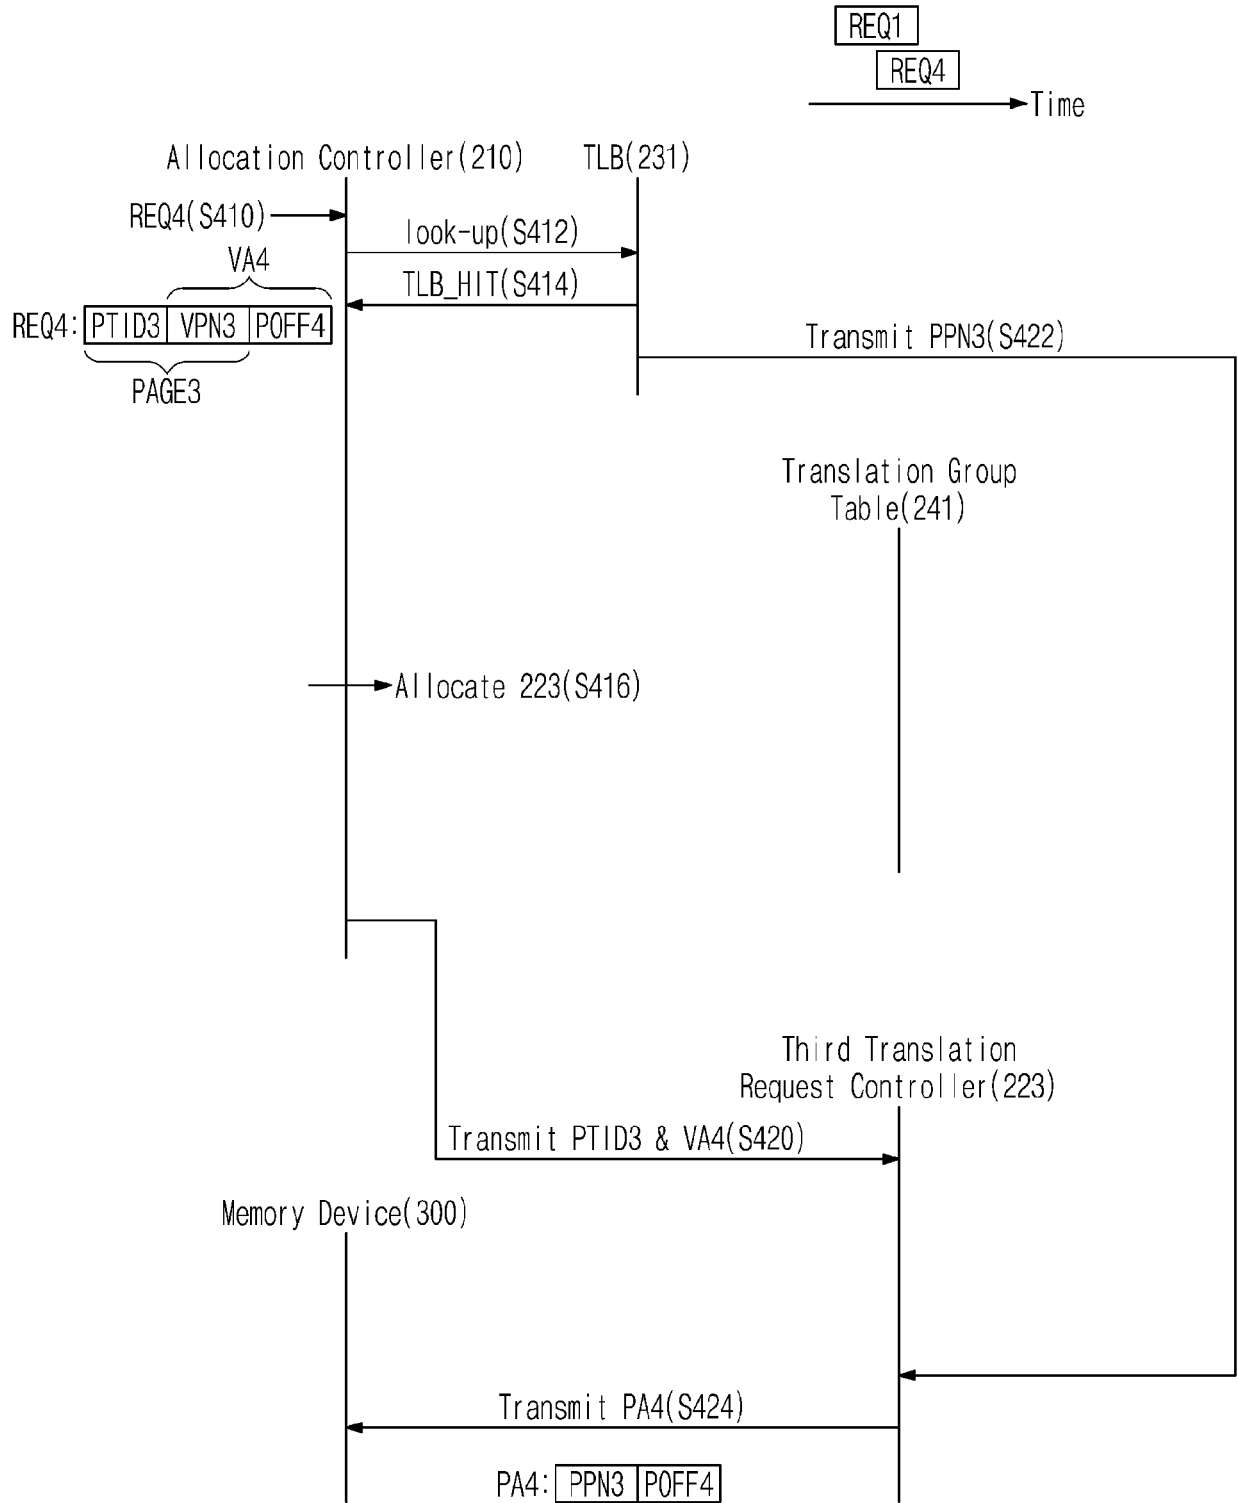 REQ1
REQ4
Time
Allocation Controller(210)
TLB(231)
REQ4(S410)
look-up(S412)
VA4
TLB_HIT(S414)
REQ4: PTID3 VPN3 POFF4
Transmit PPN3(S422)
PAGE3
Translation Group
Table(241)
Allocate 223(S416)
Third Translation
Request Controller(223)
Transmit PTID3 & VA4(S420)
Memory Device(300)
Transmit PA4(S424)
PA4: PPN3 POFF4